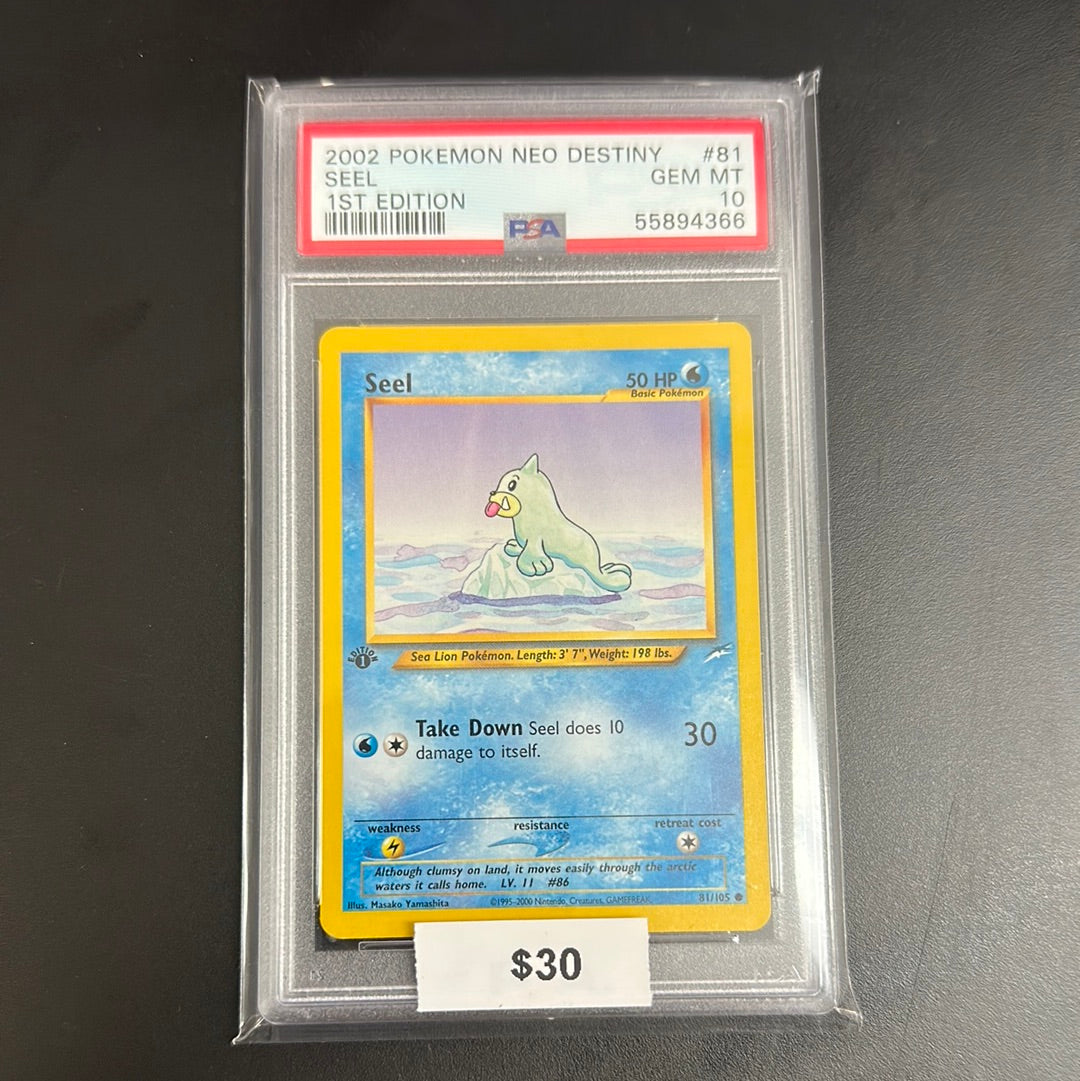 2002 POKEMON NEO DESTINY #81
SEEL GEM MT
1ST EDITION 10
PSA 55894366
Seel 50 HP
Basic Pokémon
EDITION 1
Sea Lion Pokémon. Length: 3' 7", Weight: 198 lbs.
Take Down Seel does 10 30
damage to itself.
weakness resistance retreat cost
Although clumsy on land, it moves easily through the arctic
waters it calls home. LV. 11 #86
Illus. Masako Yamashita ©1995-2000 Nintendo, Creatures, GAMEFREAK. 81/105
$30